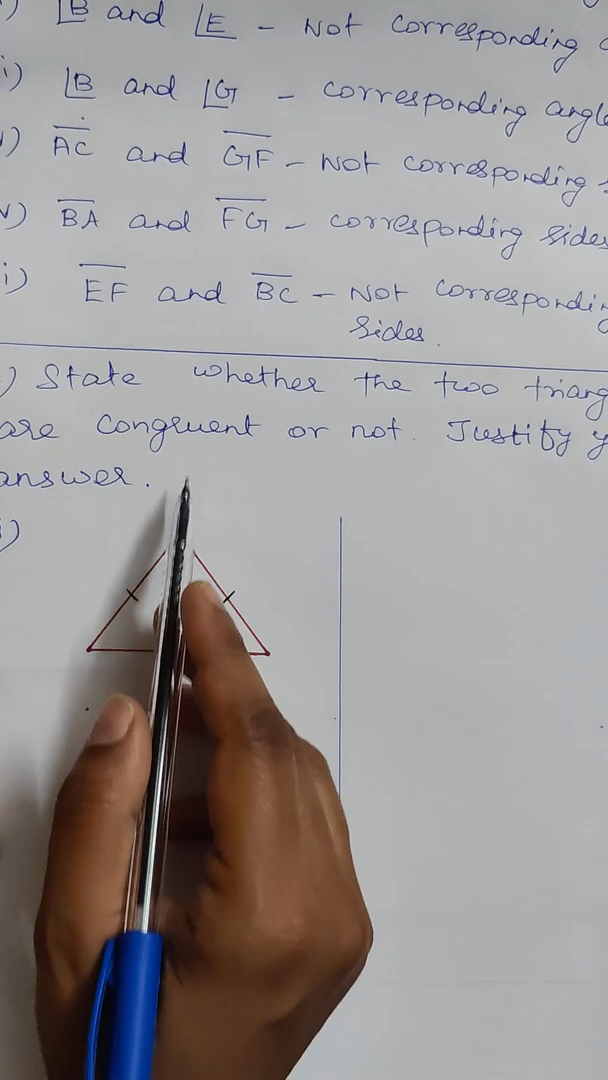 ) ∠B and ∠E - Not corresponding
i) ∠B and ∠G - corresponding angle
) AC and GF - Not corresponding
v) BA and FG - corresponding sides
i) EF and BC - Not corresponding
sides.
) State whether the two triang
are congruent or not. Justify y
answer.
i)